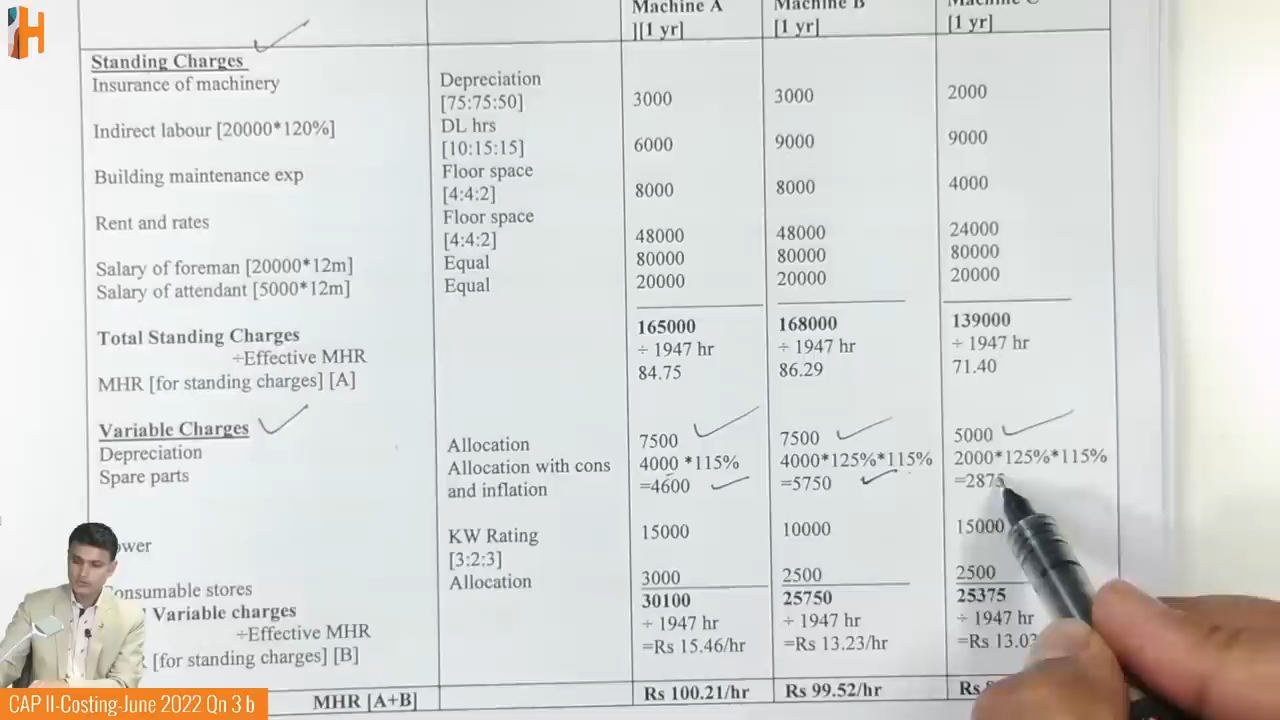 Machine A Machine B Machine C
][1 yr] [1 yr] [1 yr]
Standing Charges
Insurance of machinery Depreciation
[75:75:50] 3000 3000 2000
Indirect labour [20000*120%] DL hrs
[10:15:15] 6000 9000 9000
Building maintenance exp Floor space
[4:4:2] 8000 8000 4000
Rent and rates Floor space
[4:4:2] 48000 48000 24000
Salary of foreman [20000*12m] Equal 80000 80000 80000
Salary of attendant [5000*12m] Equal 20000 20000 20000
Total Standing Charges 165000 168000 139000
÷Effective MHR ÷ 1947 hr ÷ 1947 hr ÷ 1947 hr
MHR [for standing charges] [A] 84.75 86.29 71.40
Variable Charges
Depreciation Allocation 7500 7500 5000
Spare parts Allocation with cons 4000 *115% 4000*125%*115% 2000*125%*115%
and inflation =4600 =5750 =2875
ower KW Rating 15000 10000 15000
[3:2:3]
onsumable stores Allocation 3000 2500 2500
Variable charges 30100 25750 25375
÷Effective MHR ÷ 1947 hr ÷ 1947 hr ÷ 1947 hr
[for standing charges] [B] =Rs 15.46/hr =Rs 13.23/hr =Rs 13.03
MHR [A+B] Rs 100.21/hr Rs 99.52/hr Rs
CAP II-Costing-June 2022 Qn 3 b